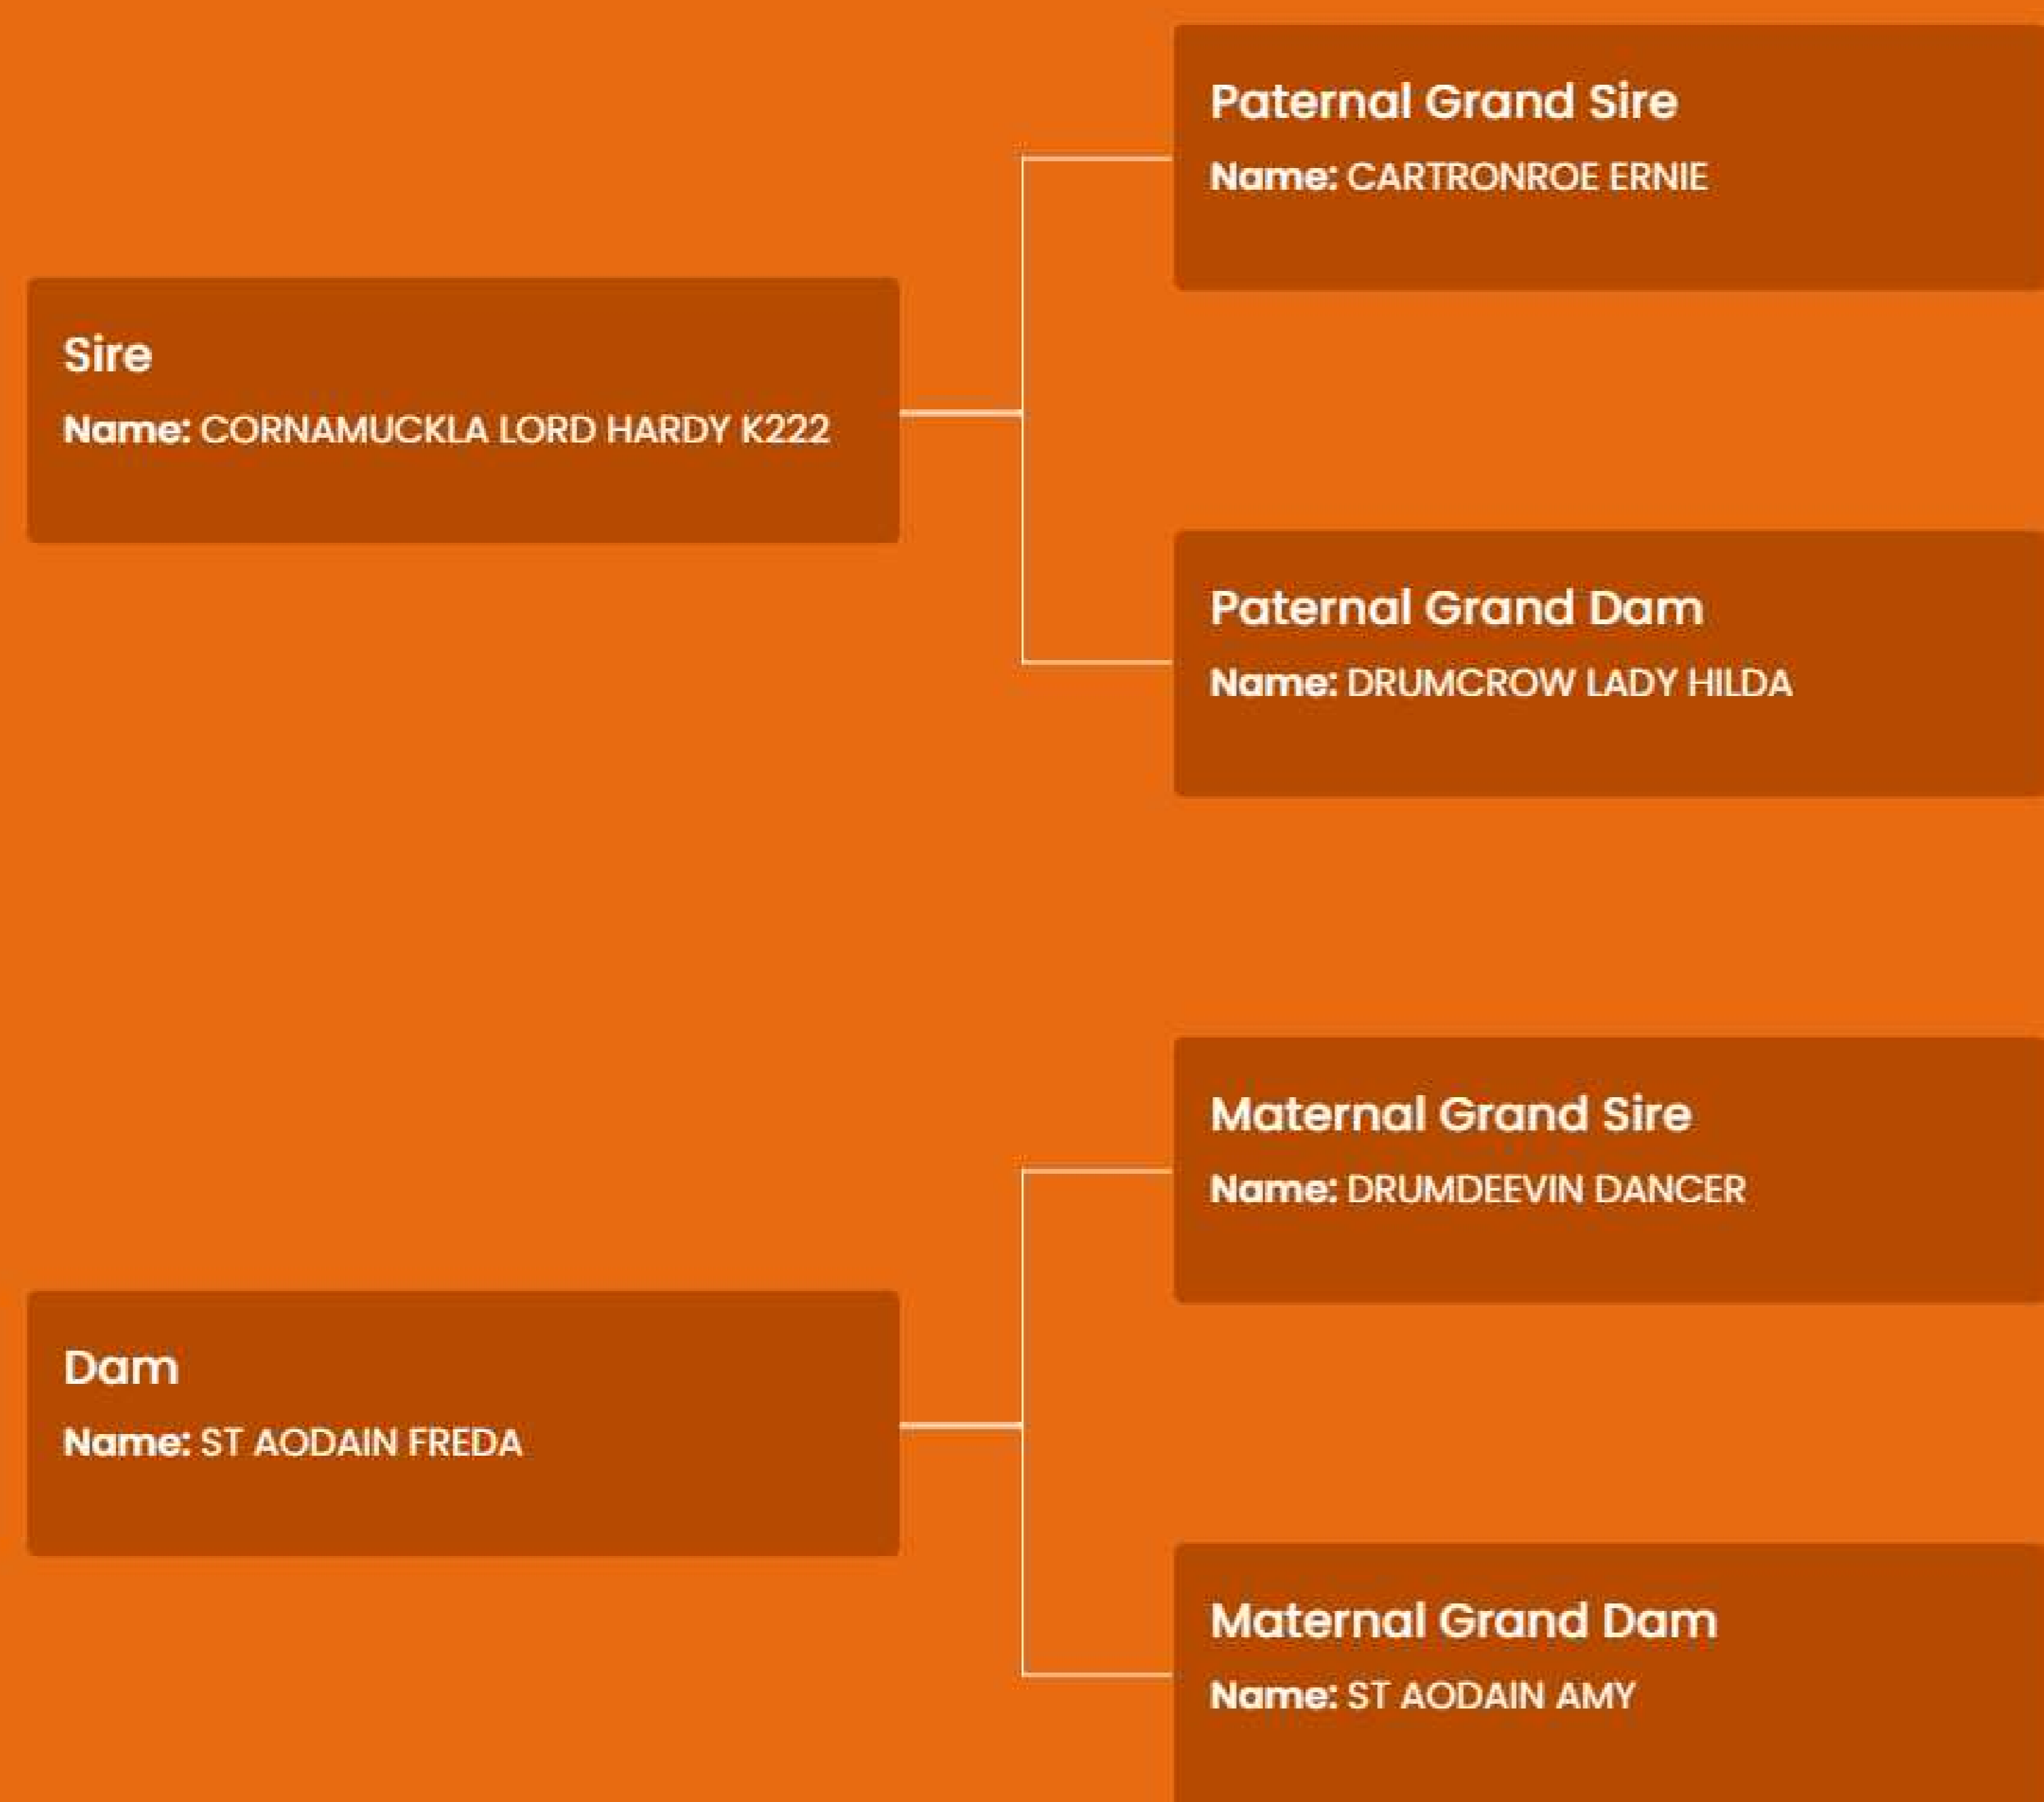 Paternal Grand Sire
Name: CARTRONROE ERNIE
Sire
Name: CORNAMUCKLA LORD HARDY K222
Paternal Grand Dam
Name: DRUMCROW LADY HILDA
Maternal Grand Sire
Name: DRUMDEEVIN DANCER
Dam
Name: ST AODAIN FREDA
Maternal Grand Dam
Name: ST AODAIN AMY